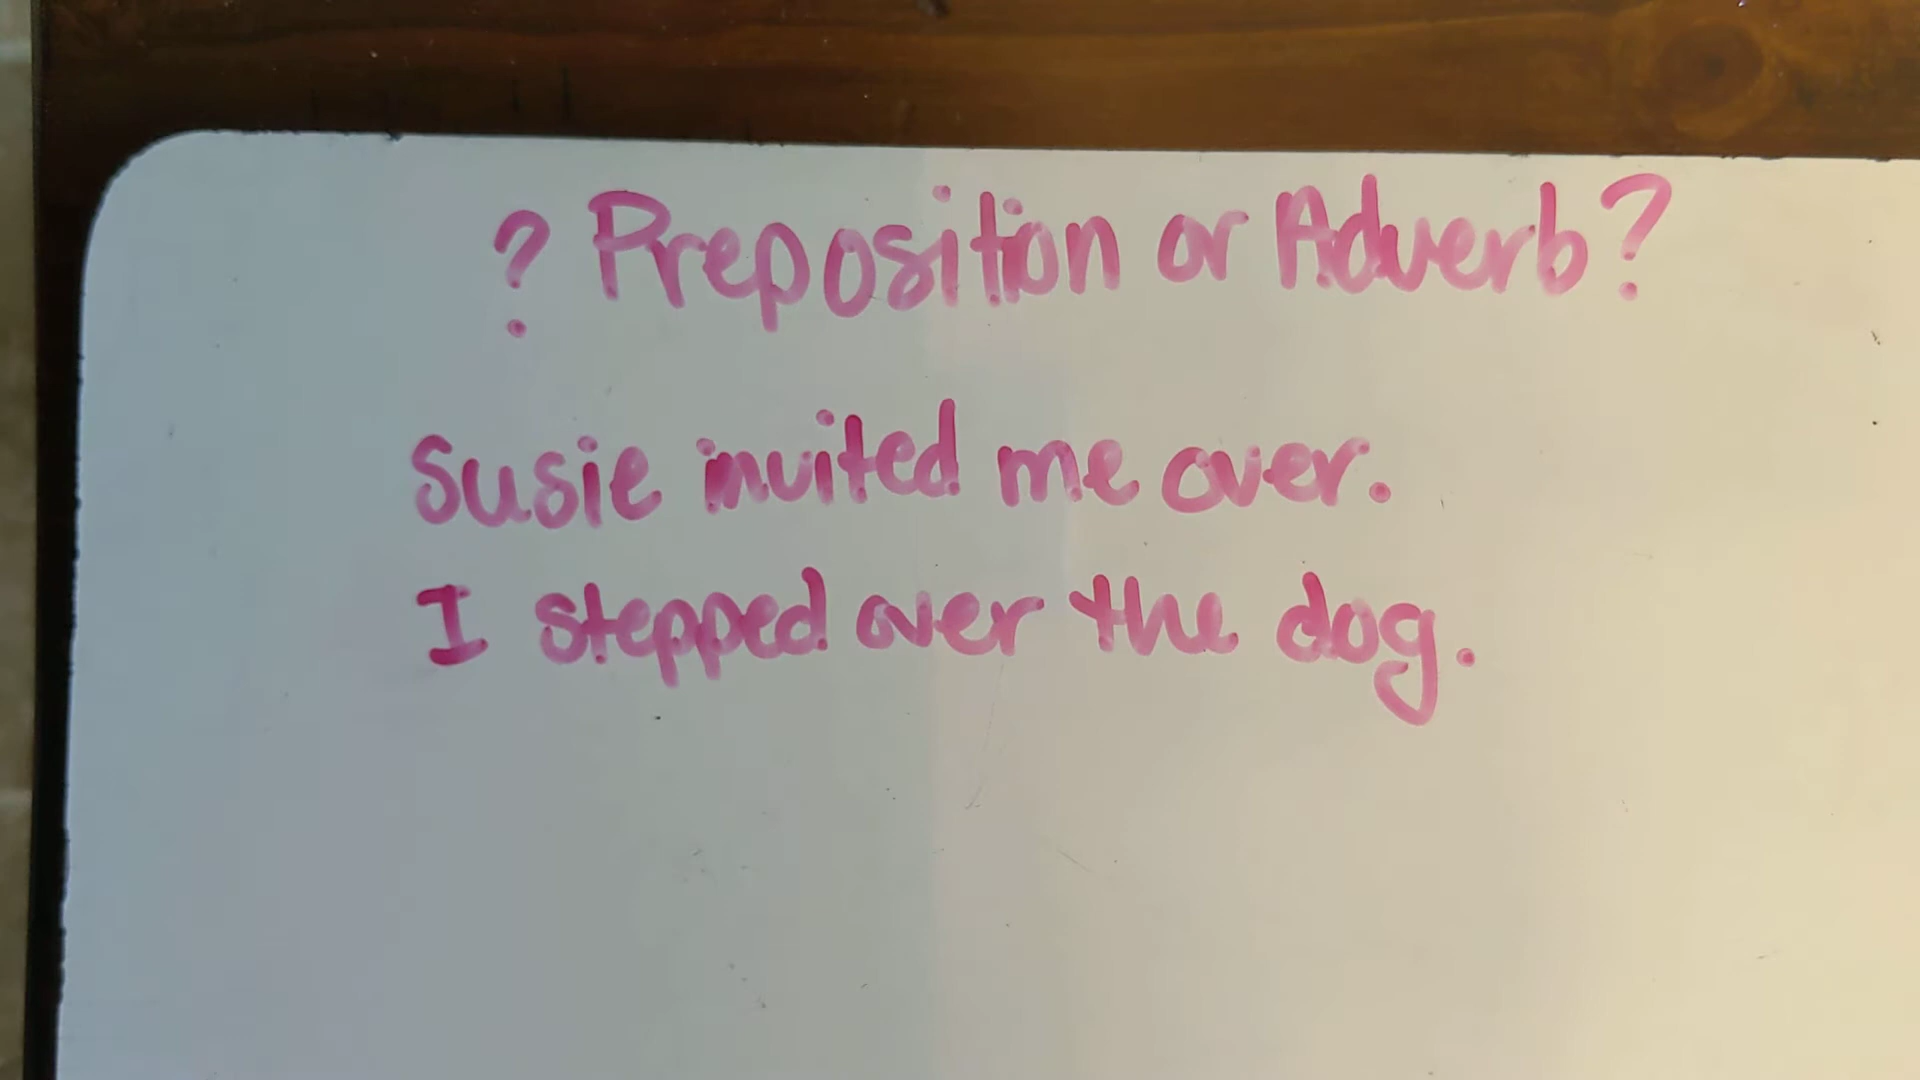 ? Preposition or Adverb?
Susie invited me over.
I stepped over the dog.